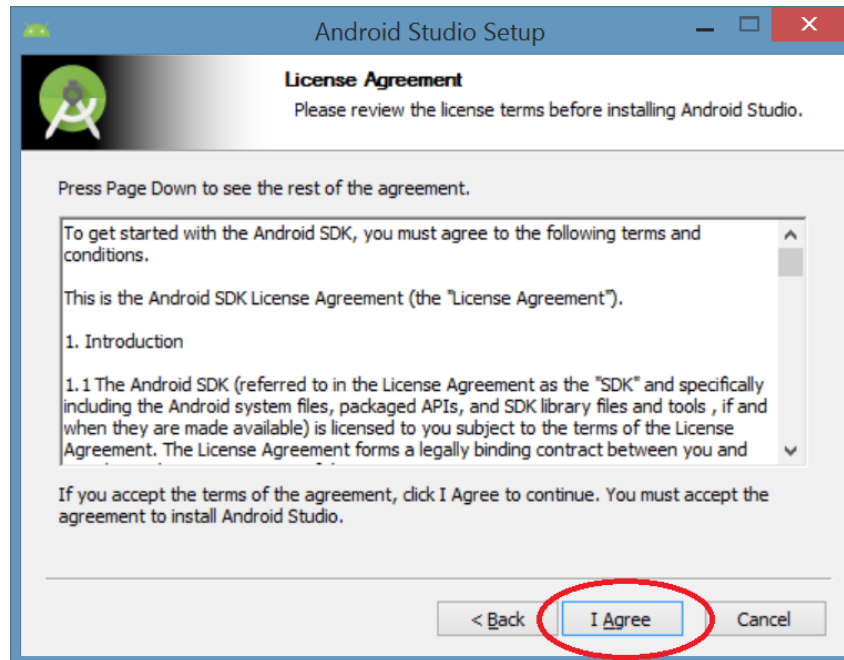 Android Studio Setup
License Agreement
Please review the license terms before installing Android Studio.
Press Page Down to see the rest of the agreement.
To get started with the Android SDK, you must agree to the following terms and
conditions.
This is the Android SDK License Agreement (the "License Agreement").
1. Introduction
1.1 The Android SDK (referred to in the License Agreement as the "SDK" and specifically
including the Android system files, packaged APIs, and SDK library files and tools , if and
when they are made available) is licensed to you subject to the terms of the License
Agreement. The License Agreement forms a legally binding contract between you and
If you accept the terms of the agreement, click I Agree to continue. You must accept the
agreement to install Android Studio.
< Back
I Agree
Cancel